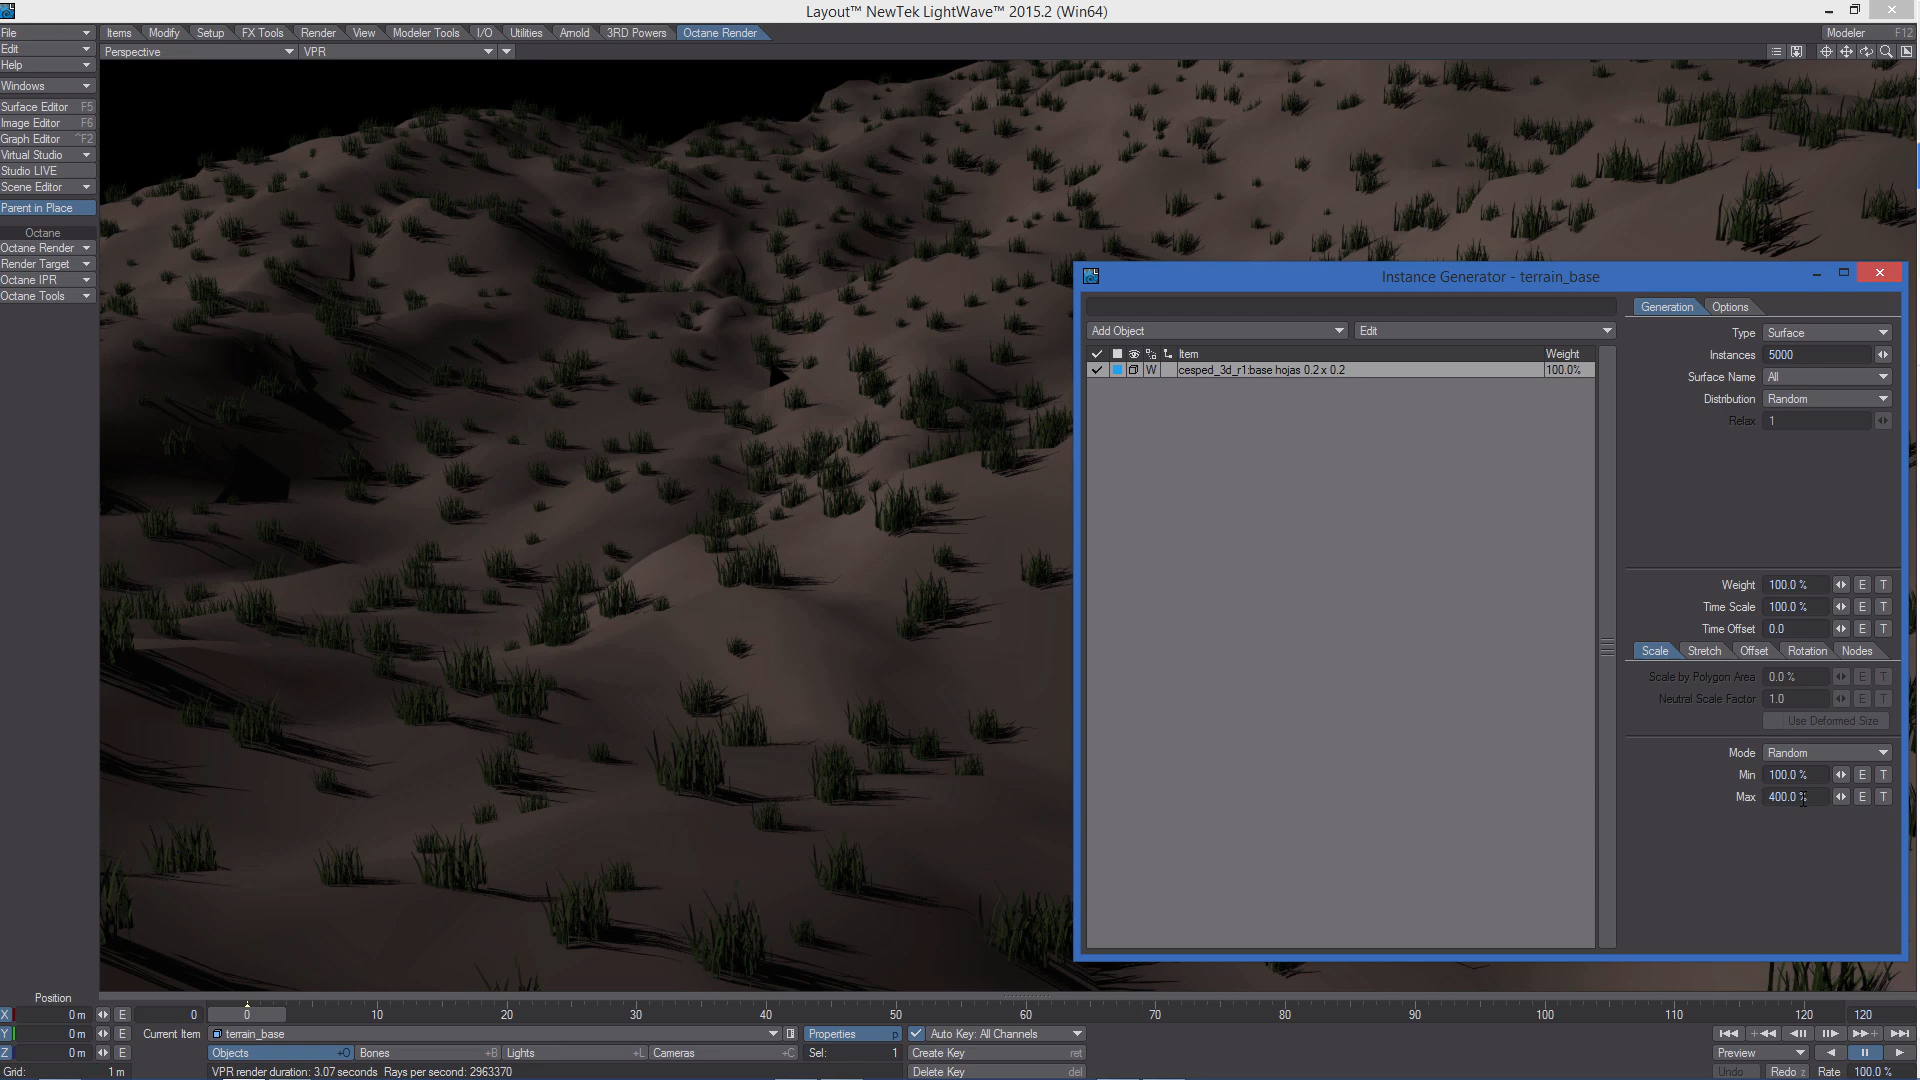 Layout™ NewTek LightWave™ 2015.2 (Win64)
File Items Modify Setup FX Tools Render View Modeler Tools I/O Utilities Arnold 3RD Powers Octane Render Modeler F12
Edit Perspective VPR
Help
Windows
Surface Editor F5
Image Editor F6
Graph Editor ^F2
Virtual Studio
Studio LIVE
Scene Editor
Parent in Place
Octane
Octane Render
Render Target
Octane IPR
Octane Tools
Instance Generator - terrain_base
Generation Options
Add Object Edit
Type Surface
Item Weight
Instances 5000
cesped_3d_r1:base hojas 0.2 x 0.2 100.0%
W
Surface Name All
Distribution Random
Relax 1
Weight 100.0 % E T
Time Scale 100.0 % E T
Time Offset 0.0 E T
Scale Stretch Offset Rotation Nodes
Scale by Polygon Area 0.0 % E T
Neutral Scale Factor 1.0 E T
Use Deformed Size
Mode Random
Min 100.0 % E T
Max 400.0 % E T
Position
X 0 m E 0 0 10 20 30 40 50 60 70 80 90 100 110 120 120
Y 0 m E Current Item terrain_base Properties p Auto Key: All Channels
Z 0 m E Objects +O Bones +B Lights +L Cameras +C Sel: 1 Create Key ret Preview
Grid: 1 m VPR render duration: 3.07 seconds Rays per second: 2963370 Delete Key del Undo Redo z Rate 100.0 %